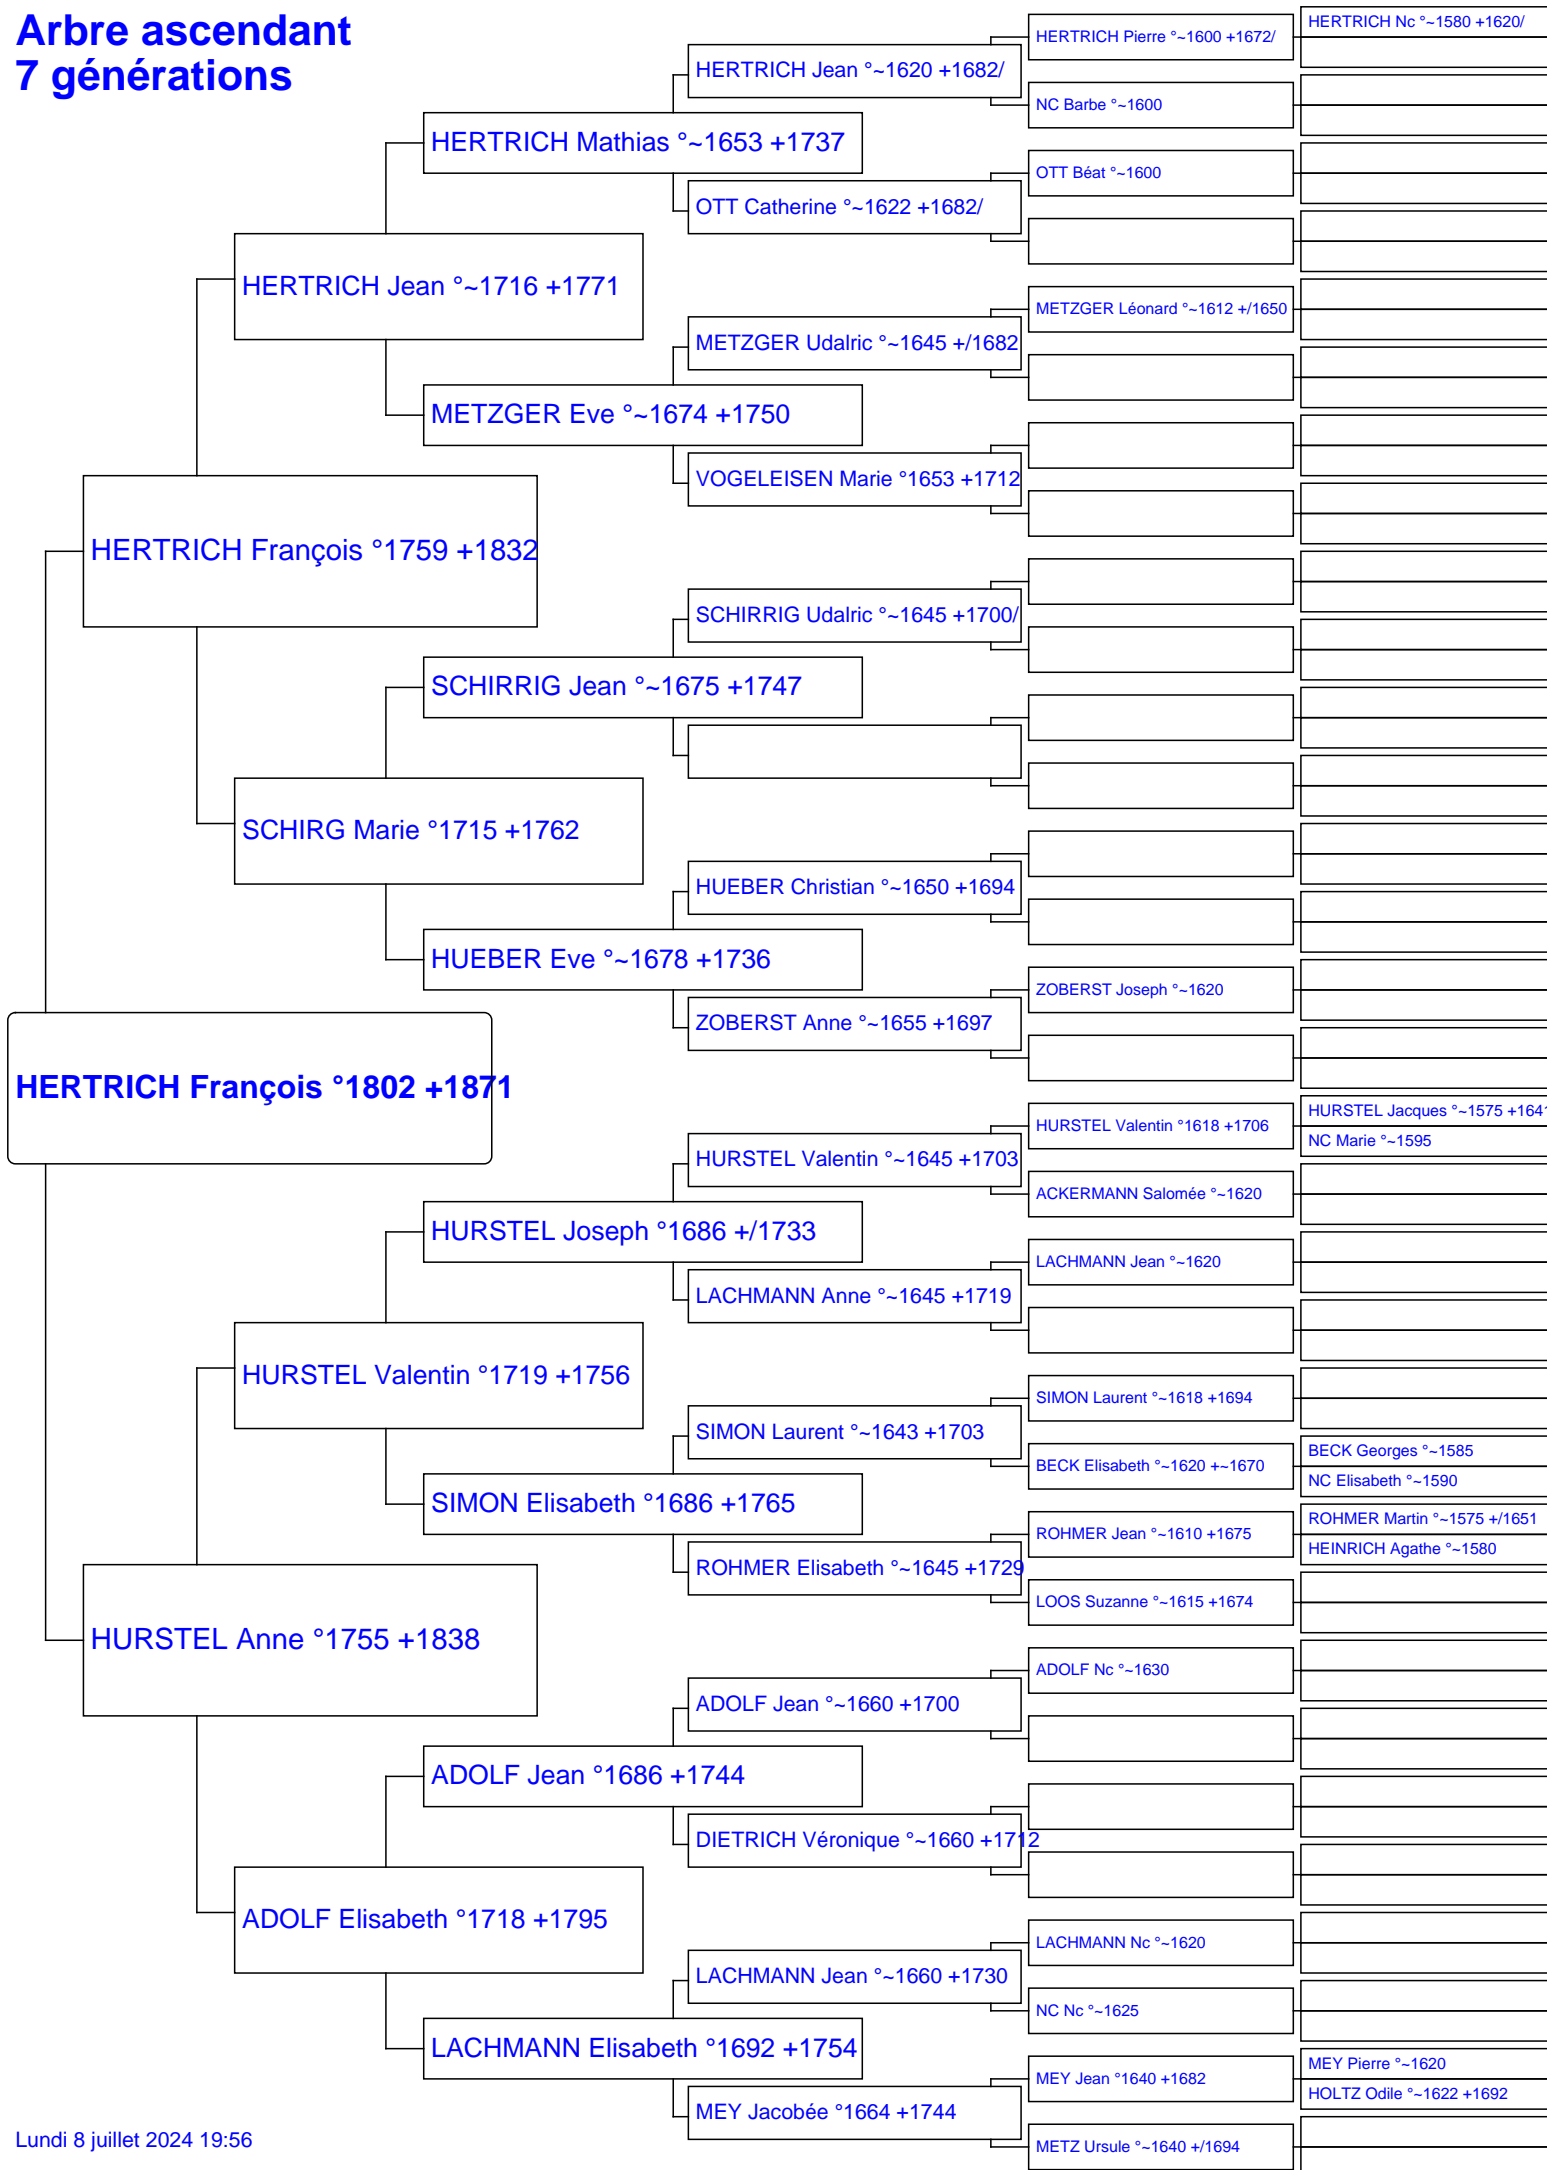 Arbre ascendant
7 générations
HERTRICH François °1802 +1871
HERTRICH François °1759 +1832
HURSTEL Anne °1755 +1838
HERTRICH Jean °~1716 +1771
SCHIRG Marie °1715 +1762
HURSTEL Valentin °1719 +1756
ADOLF Elisabeth °1718 +1795
HERTRICH Mathias °~1653 +1737
METZGER Eve °~1674 +1750
SCHIRRIG Jean °~1675 +1747
HUEBER Eve °~1678 +1736
HURSTEL Joseph °1686 +/1733
SIMON Elisabeth °1686 +1765
ADOLF Jean °1686 +1744
LACHMANN Elisabeth °1692 +1754
HERTRICH Jean °~1620 +1682/
OTT Catherine °~1622 +1682/
METZGER Udalric °~1645 +/1682
VOGELEISEN Marie °1653 +1712
SCHIRRIG Udalric °~1645 +1700/
HUEBER Christian °~1650 +1694
ZOBERST Anne °~1655 +1697
HURSTEL Valentin °~1645 +1703
LACHMANN Anne °~1645 +1719
SIMON Laurent °~1643 +1703
ROHMER Elisabeth °~1645 +1729
ADOLF Jean °~1660 +1700
DIETRICH Véronique °~1660 +1712
LACHMANN Jean °~1660 +1730
MEY Jacobée °1664 +1744
HERTRICH Pierre °~1600 +1672/
NC Barbe °~1600
OTT Béat °~1600
METZGER Léonard °~1612 +/1650
ZOBERST Joseph °~1620
HURSTEL Valentin °1618 +1706
ACKERMANN Salomée °~1620
LACHMANN Jean °~1620
SIMON Laurent °~1618 +1694
BECK Elisabeth °~1620 +~1670
ROHMER Jean °~1610 +1675
LOOS Suzanne °~1615 +1674
ADOLF Nc °~1630
LACHMANN Nc °~1620
NC Nc °~1625
MEY Jean °1640 +1682
METZ Ursule °~1640 +/1694
HERTRICH Nc °~1580 +1620/
HURSTEL Jacques °~1575 +1641
NC Marie °~1595
BECK Georges °~1585
NC Elisabeth °~1590
ROHMER Martin °~1575 +/1651
HEINRICH Agathe °~1580
MEY Pierre °~1620
HOLTZ Odile °~1622 +1692
Lundi 8 juillet 2024 19:56